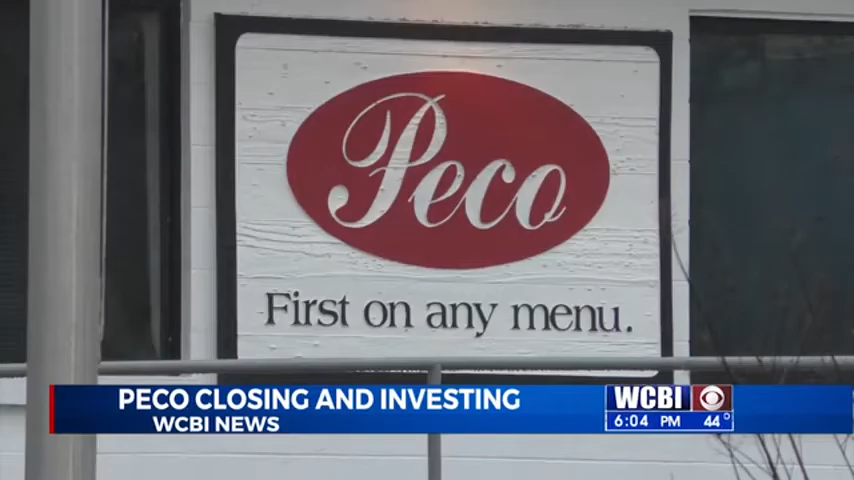 Peco
First on any menu.
PECO CLOSING AND INVESTING
WCBI NEWS
WCBI
6:04 PM 44°